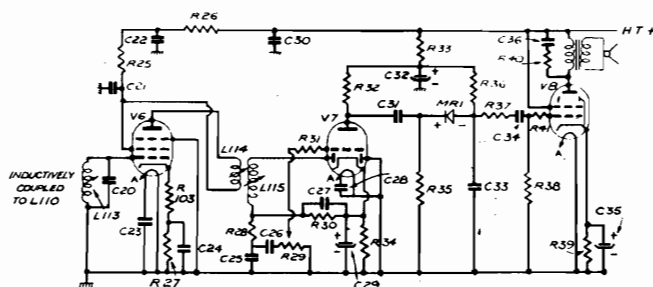 R26
HT+
C22
C30
R25
R33
C36
R40
C32
+
-
R32
R36
C21
V6
V7
C31
MR1
-
R37
V8
L114
R31
C34
R41
INDUCTIVELY
COUPLED
TO L110
C20
A
L115
A
A
C28
R
103
C27
R35
C33
R38
L113
R30
C23
C24
R28
C26
R34
+
-
C35
+
-
R39
R27
C25
R29
C29